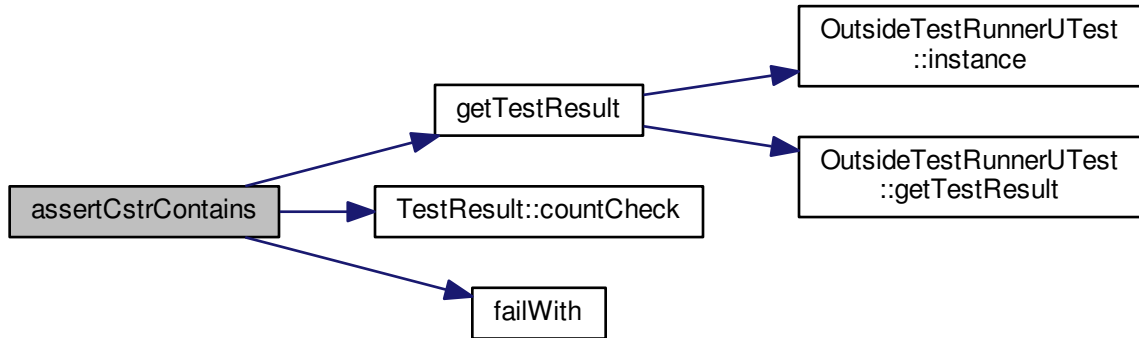 assertCstrContains
getTestResult
TestResult::countCheck
failWith
OutsideTestRunnerUTest
::instance
OutsideTestRunnerUTest
::getTestResult